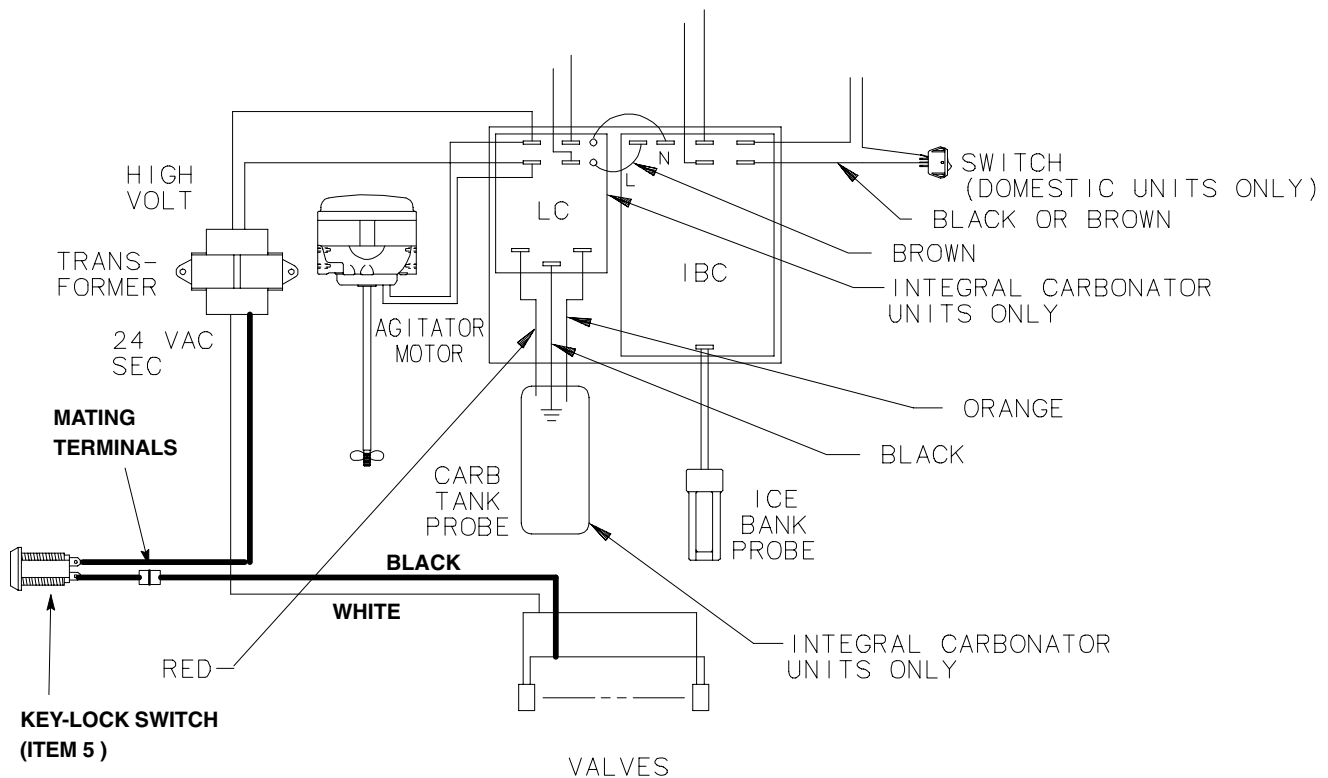 HIGH
VOLT
TRANS-
FORMER
24 VAC
SEC
AGITATOR
MOTOR
LC
L
N
IBC
SWITCH
(DOMESTIC UNITS ONLY)
BLACK OR BROWN
BROWN
INTEGRAL CARBONATOR
UNITS ONLY
ORANGE
BLACK
MATING
TERMINALS
CARB
TANK
PROBE
ICE
BANK
PROBE
BLACK
WHITE
RED
INTEGRAL CARBONATOR
UNITS ONLY
KEY-LOCK SWITCH
(ITEM 5 )
VALVES